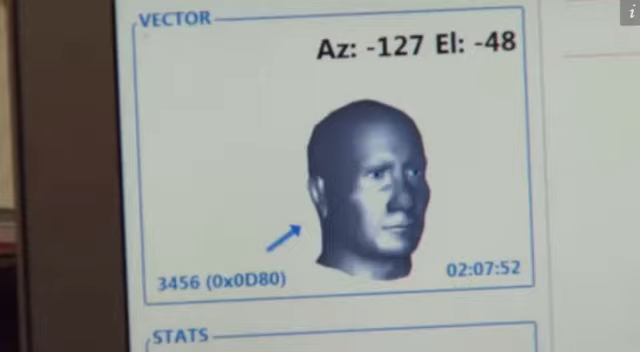 VECTOR
Az: -127 El: -48
3456 (0x0D80)
02:07:52
STATS
i